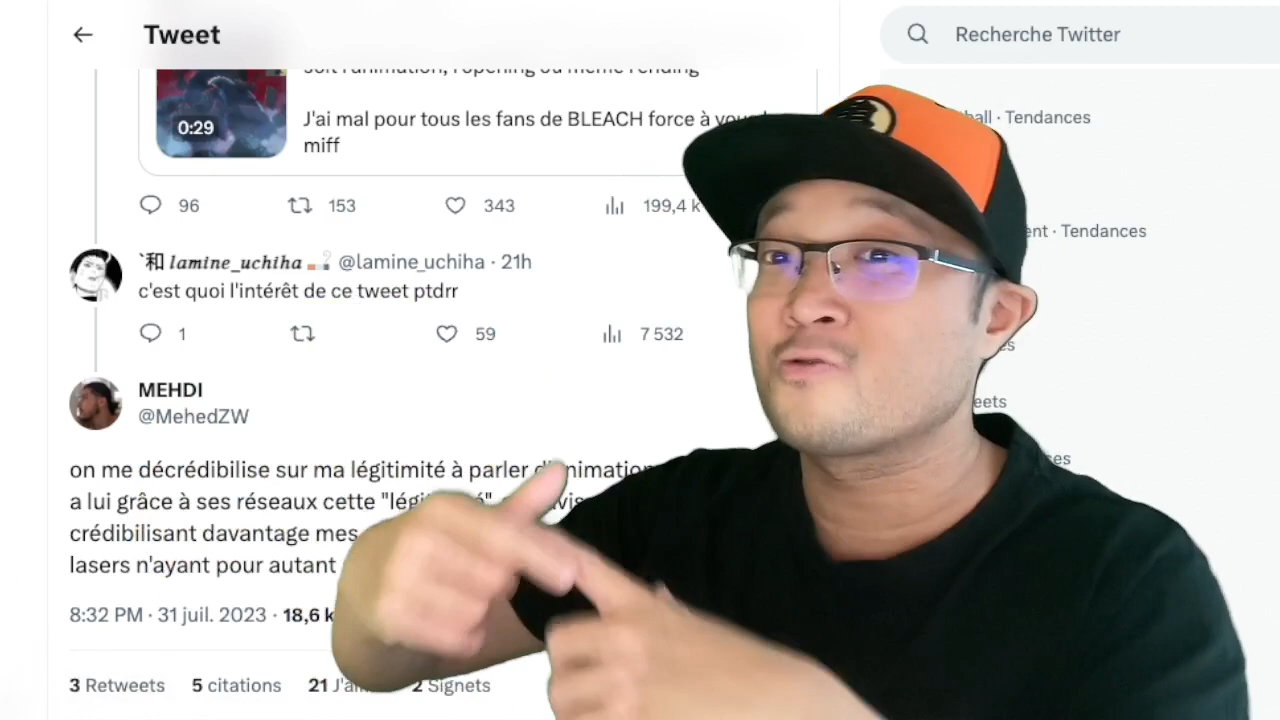 Tweet
Recherche Twitter
soit l'animation, l'opening ou même l'ending
0:29
J'ai mal pour tous les fans de BLEACH force à vous
miff
96 153 343 199,4 k
· Tendances
· Tendances
`和 lamine_uchiha @lamine_uchiha · 21h
c'est quoi l'intérêt de ce tweet ptdrr
1 59 7 532
MEHDI
@MehedZW
on me décrédibilise sur ma légitimité à parler d'animation
a lui grâce à ses réseaux cette "légitimité"
crédibilisant davantage mes
lasers n'ayant pour autant
8:32 PM · 31 juil. 2023 · 18,6 k
3 Retweets 5 citations 21 J'aime 2 Signets